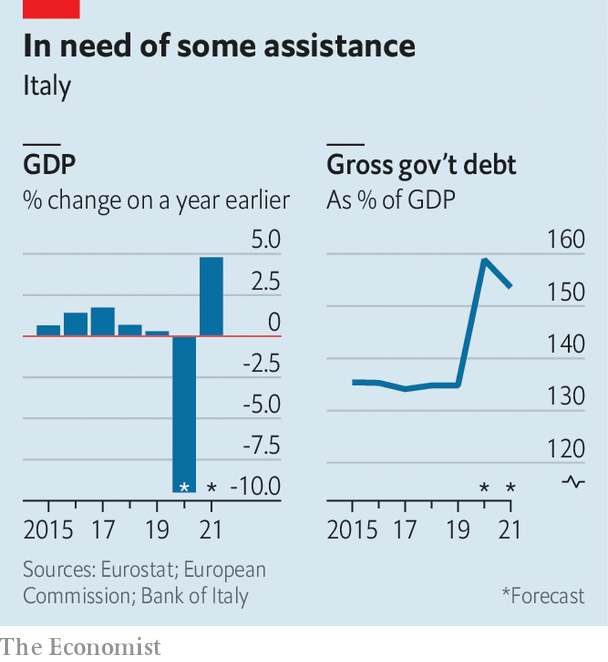 In need of some assistance
Italy
GDP
% change on a year earlier
5.0
2.5
0
-2.5
-5.0
-7.5
* * -10.0
2015 17 19 21
Gross gov’t debt
As % of GDP
160
150
140
130
120
* *
2015 17 19 21
Sources: Eurostat; European
Commission; Bank of Italy
*Forecast
The Economist